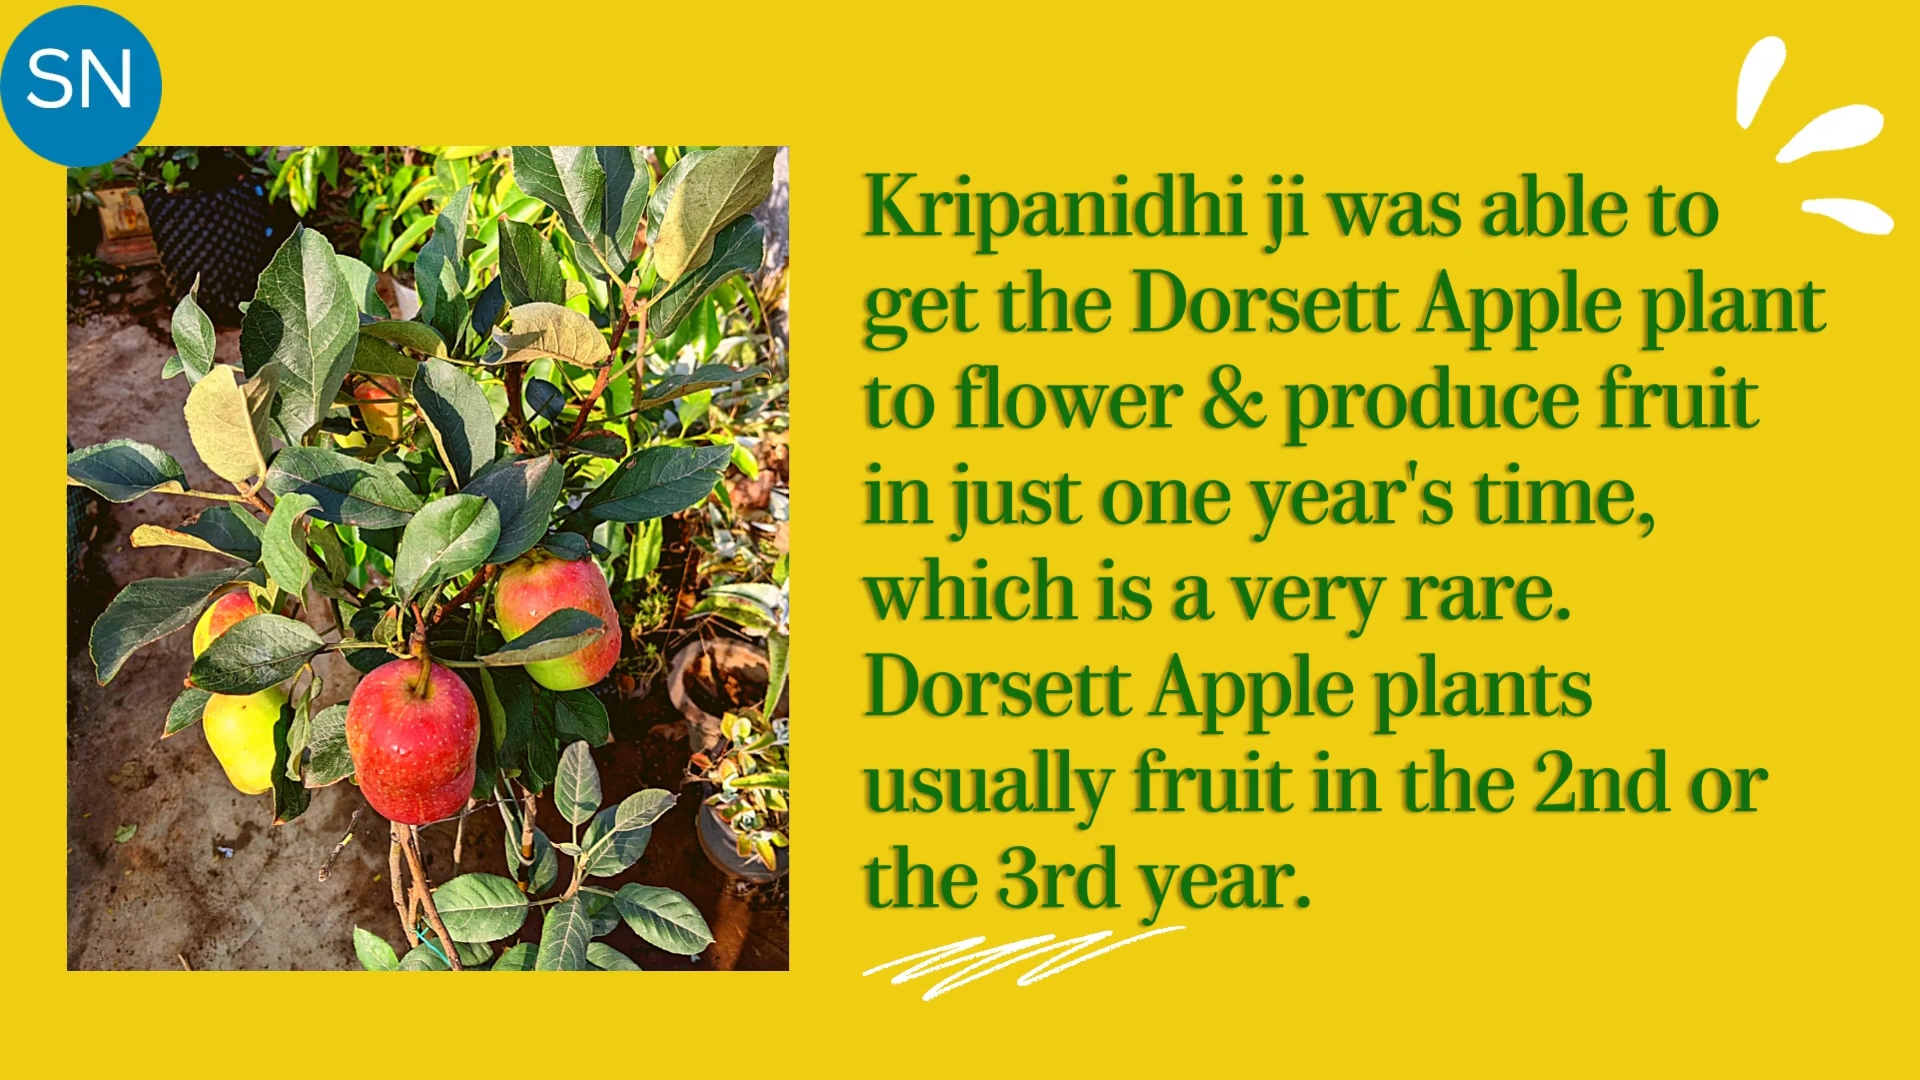 SN
Kripanidhi ji was able to
get the Dorsett Apple plant
to flower & produce fruit
in just one year's time,
which is a very rare.
Dorsett Apple plants
usually fruit in the 2nd or
the 3rd year.